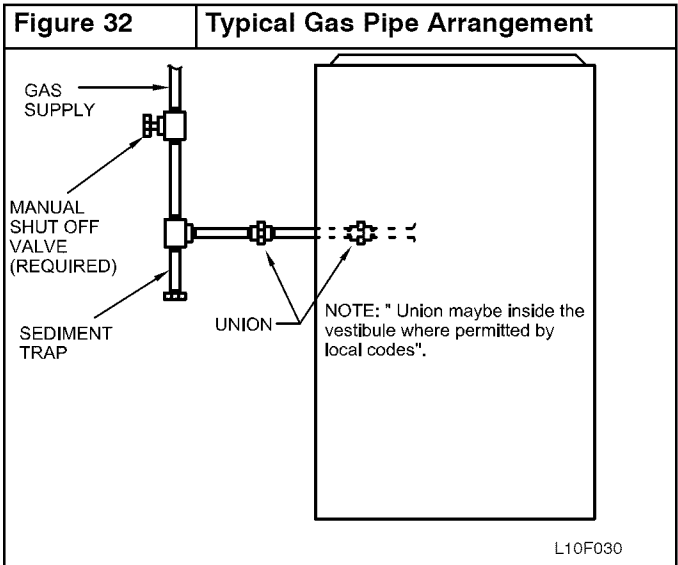 Figure 32
Typical Gas Pipe Arrangement
GAS
SUPPLY
MANUAL
SHUT OFF
VALVE
(REQUIRED)
SEDIMENT
TRAP
UNION
NOTE: " Union maybe inside the
vestibule where permitted by
local codes".
L10F030